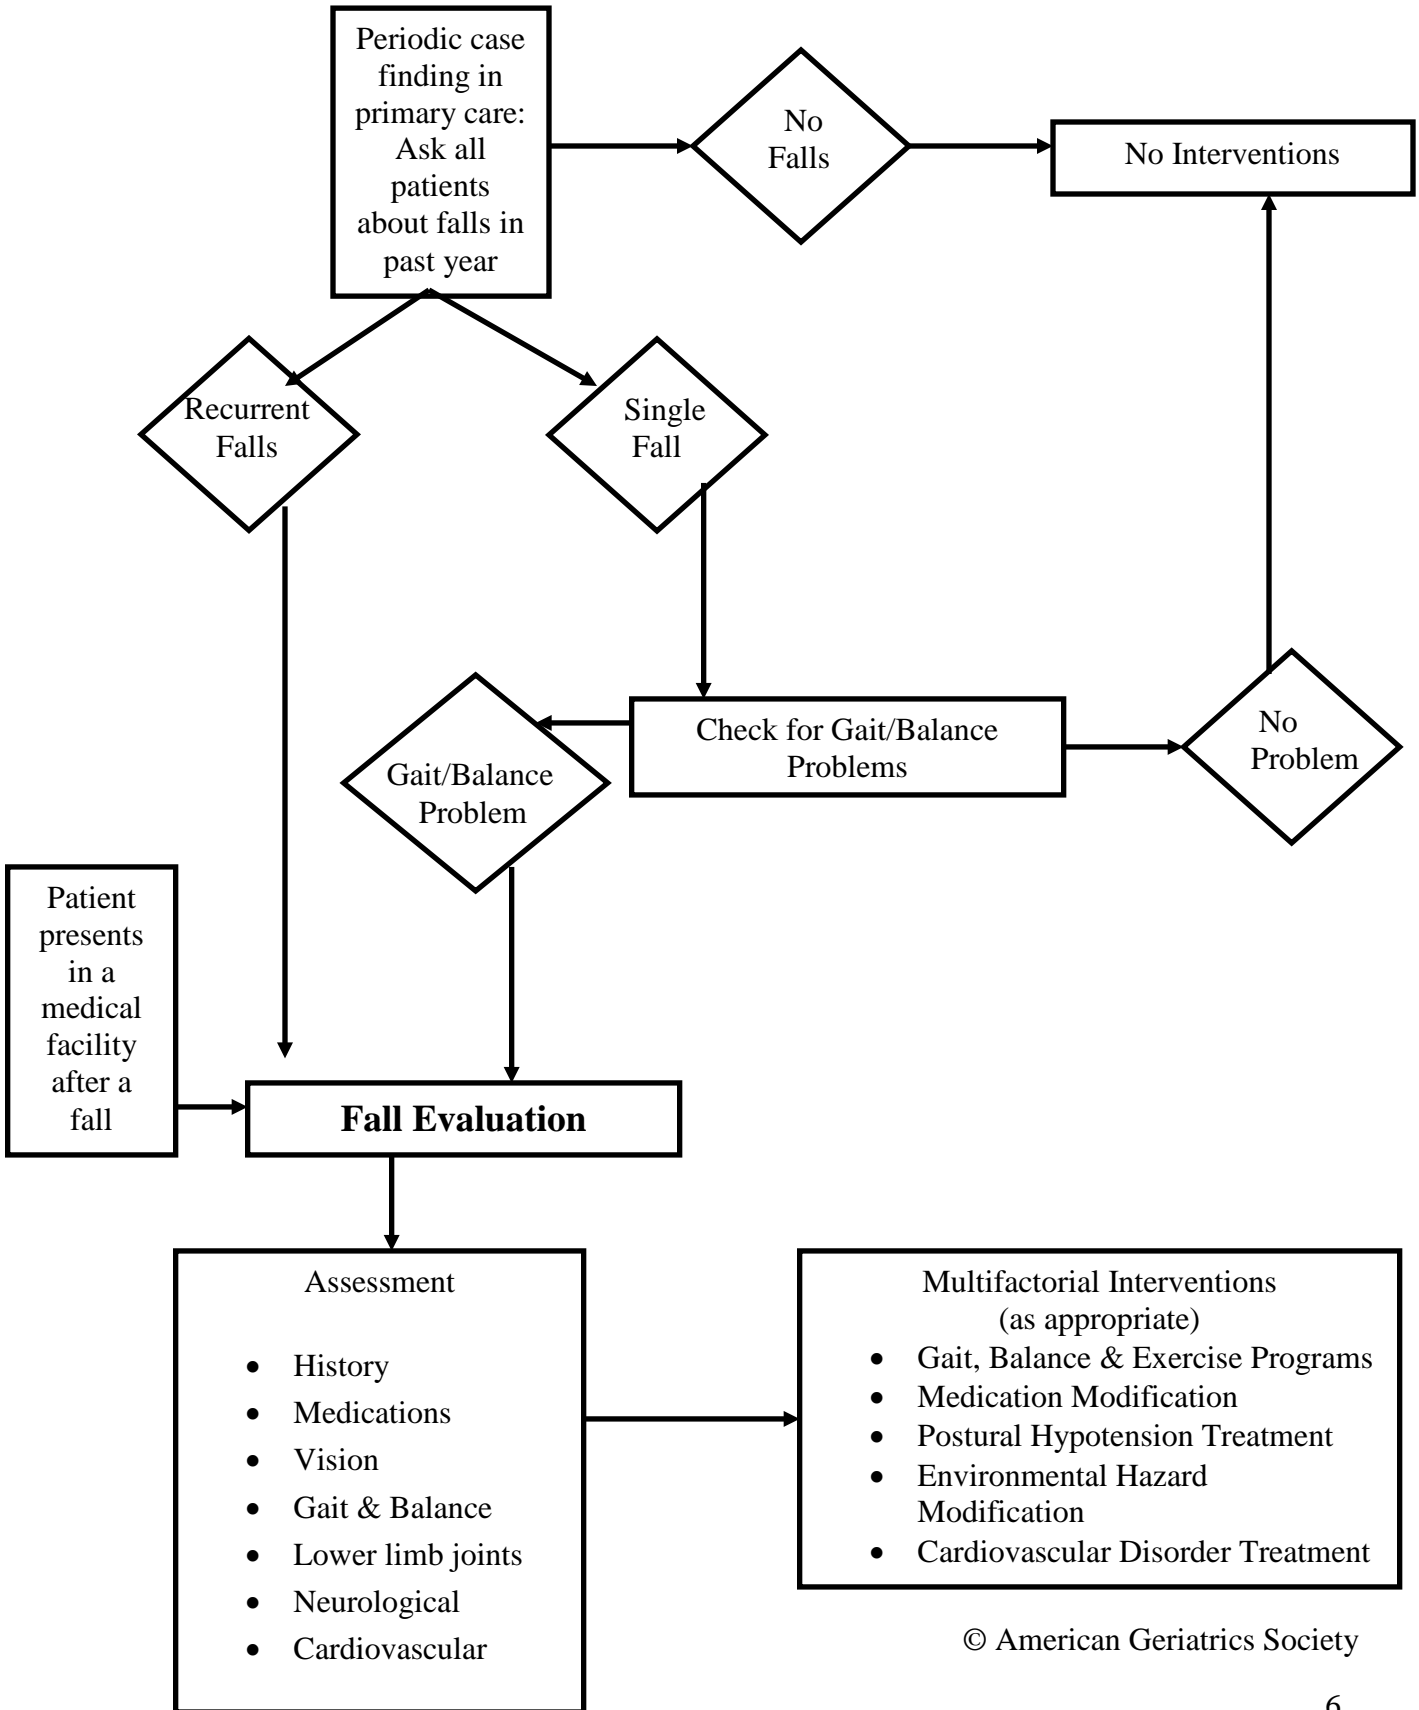 Periodic case
finding in
primary care:
Ask all
patients
about falls in
past year
No
Falls
No Interventions
Recurrent
Falls
Single
Fall
Check for Gait/Balance
Problems
No
Problem
Gait/Balance
Problem
Patient
presents
in a
medical
facility
after a
fall
Fall Evaluation
Assessment
• History
• Medications
• Vision
• Gait & Balance
• Lower limb joints
• Neurological
• Cardiovascular
Multifactorial Interventions
(as appropriate)
• Gait, Balance & Exercise Programs
• Medication Modification
• Postural Hypotension Treatment
• Environmental Hazard
Modification
• Cardiovascular Disorder Treatment
© American Geriatrics Society
6